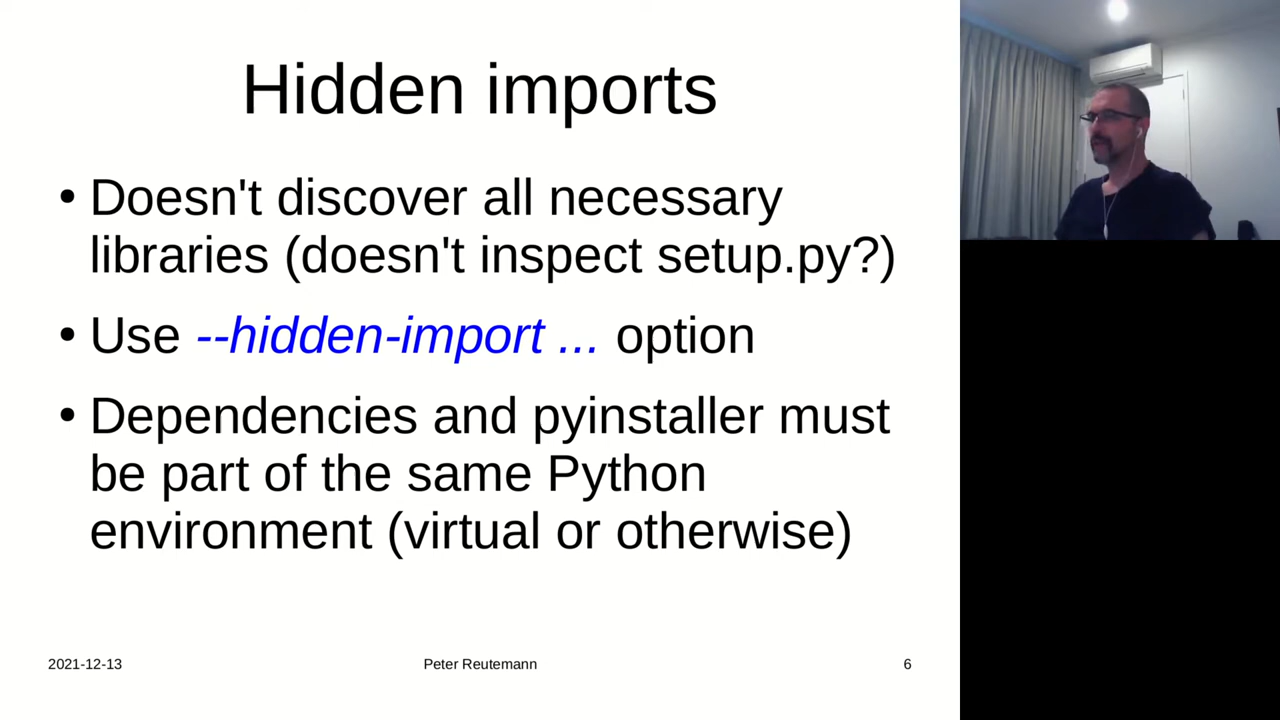 Hidden imports
• Doesn't discover all necessary
libraries (doesn't inspect setup.py?)
• Use --hidden-import ... option
• Dependencies and pyinstaller must
be part of the same Python
environment (virtual or otherwise)
2021-12-13
Peter Reutemann
6